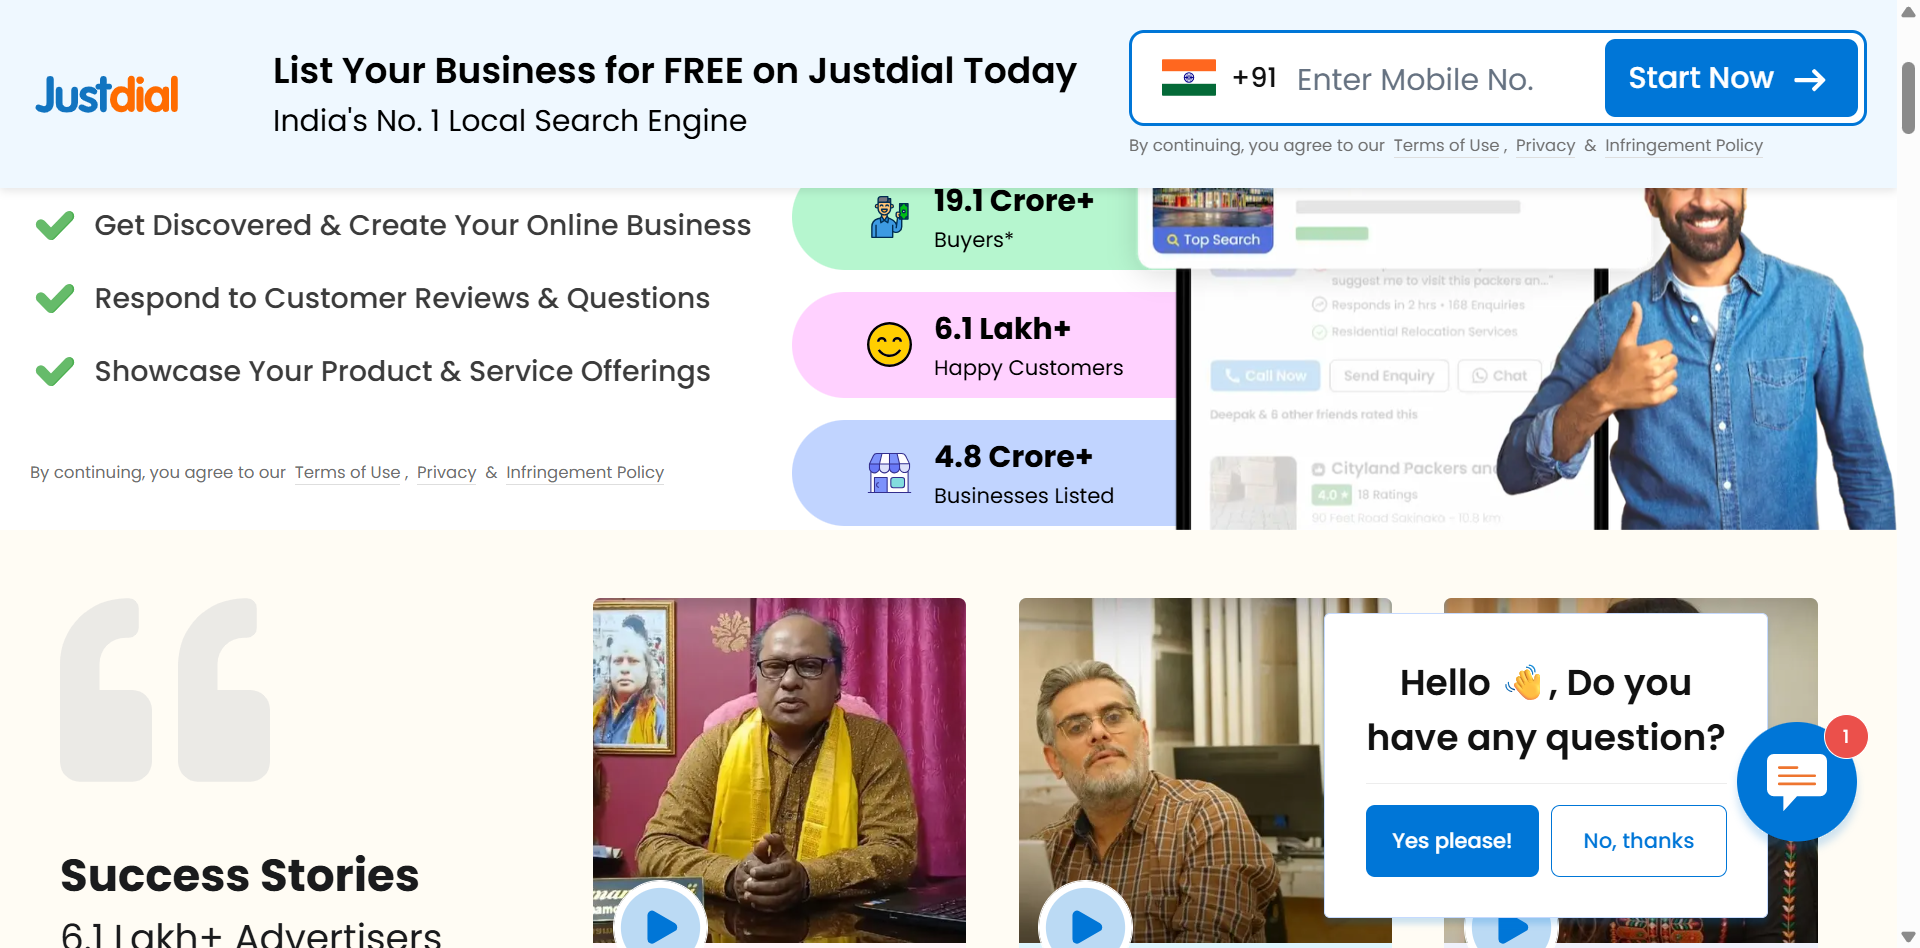 Justdial
List Your Business for FREE on Justdial Today
India's No. 1 Local Search Engine
+91 Enter Mobile No.
Start Now
By continuing, you agree to our Terms of Use , Privacy & Infringement Policy
Get Discovered & Create Your Online Business
Respond to Customer Reviews & Questions
Showcase Your Product & Service Offerings
By continuing, you agree to our Terms of Use , Privacy & Infringement Policy
19.1 Crore+
Buyers*
6.1 Lakh+
Happy Customers
4.8 Crore+
Businesses Listed
Top Search
suggest me to visit this packers an..."
Responds in 2 hrs • 168 Enquiries
Residential Relocation Services
Call Now
Send Enquiry
Chat
Deepak & 6 other friends rated this
Cityland Packers an
4.0 ★ 18 Ratings
90 Feet Road Sakinaka - 10.8 km
Success Stories
6.1 Lakh+ Advertisers
Hello 👋 , Do you
have any question?
Yes please!
No, thanks
1